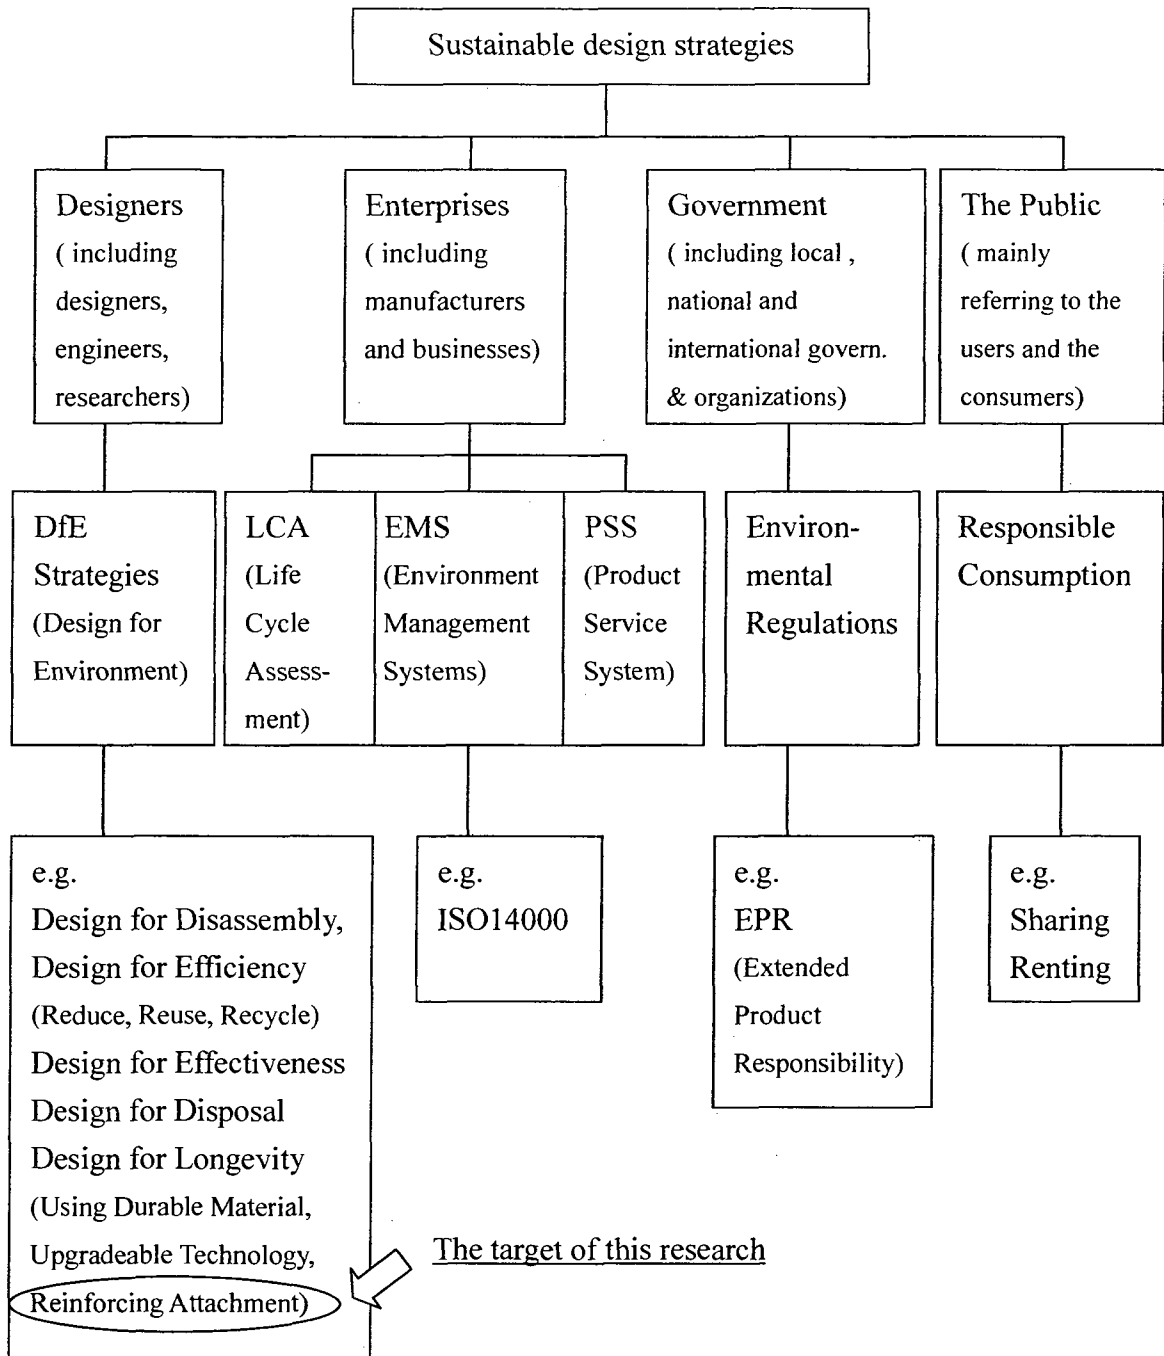 Sustainable design strategies
Designers
( including
designers,
engineers,
researchers)
Enterprises
( including
manufacturers
and businesses)
Government
( including local ,
national and
international govern.
& organizations)
The Public
( mainly
referring to the
users and the
consumers)
DfE
Strategies
(Design for
Environment)
LCA
(Life
Cycle
Assess-
ment)
EMS
(Environment
Management
Systems)
PSS
(Product
Service
System)
Environ-
mental
Regulations
Responsible
Consumption
e.g.
Design for Disassembly,
Design for Efficiency
(Reduce, Reuse, Recycle)
Design for Effectiveness
Design for Disposal
Design for Longevity
(Using Durable Material,
Upgradeable Technology,
Reinforcing Attachment)
The target of this research
e.g.
ISO14000
e.g.
EPR
(Extended
Product
Responsibility)
e.g.
Sharing
Renting